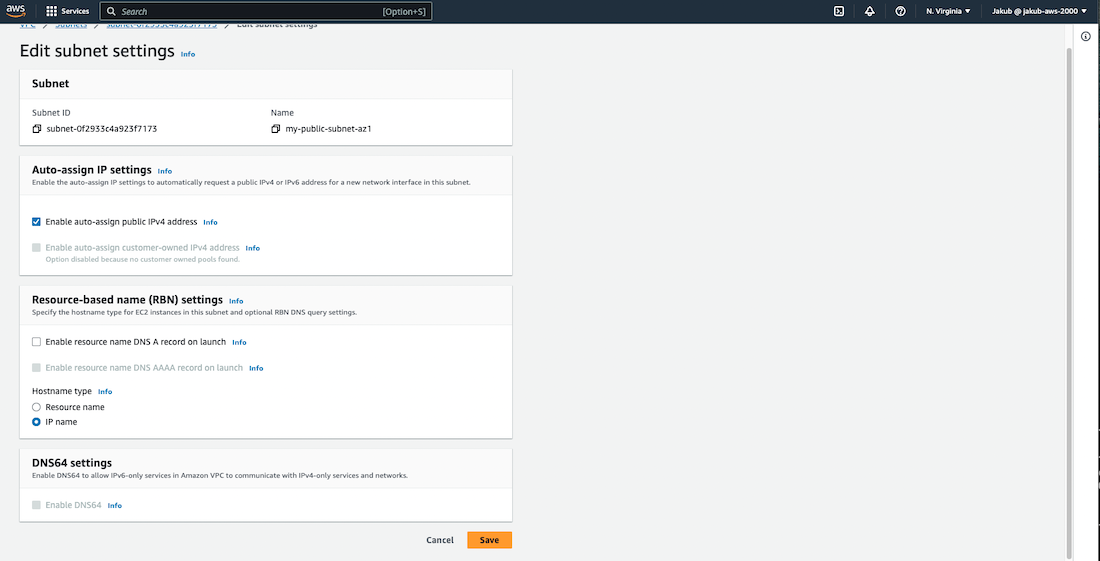 aws
Services
Search
[Option+S]
N. Virginia
Jakub @ jakub-aws-2000
VPC
Subnets
subnet-0f2933c4a923f7173
Edit subnet settings
Edit subnet settings Info
Subnet
Subnet ID
Name
subnet-0f2933c4a923f7173
my-public-subnet-az1
Auto-assign IP settings Info
Enable the auto-assign IP settings to automatically request a public IPv4 or IPv6 address for a new network interface in this subnet.
Enable auto-assign public IPv4 address Info
Enable auto-assign customer-owned IPv4 address Info
Option disabled because no customer owned pools found.
Resource-based name (RBN) settings Info
Specify the hostname type for EC2 instances in this subnet and optional RBN DNS query settings.
Enable resource name DNS A record on launch Info
Enable resource name DNS AAAA record on launch Info
Hostname type Info
Resource name
IP name
DNS64 settings
Enable DNS64 to allow IPv6-only services in Amazon VPC to communicate with IPv4-only services and networks.
Enable DNS64 Info
Cancel
Save